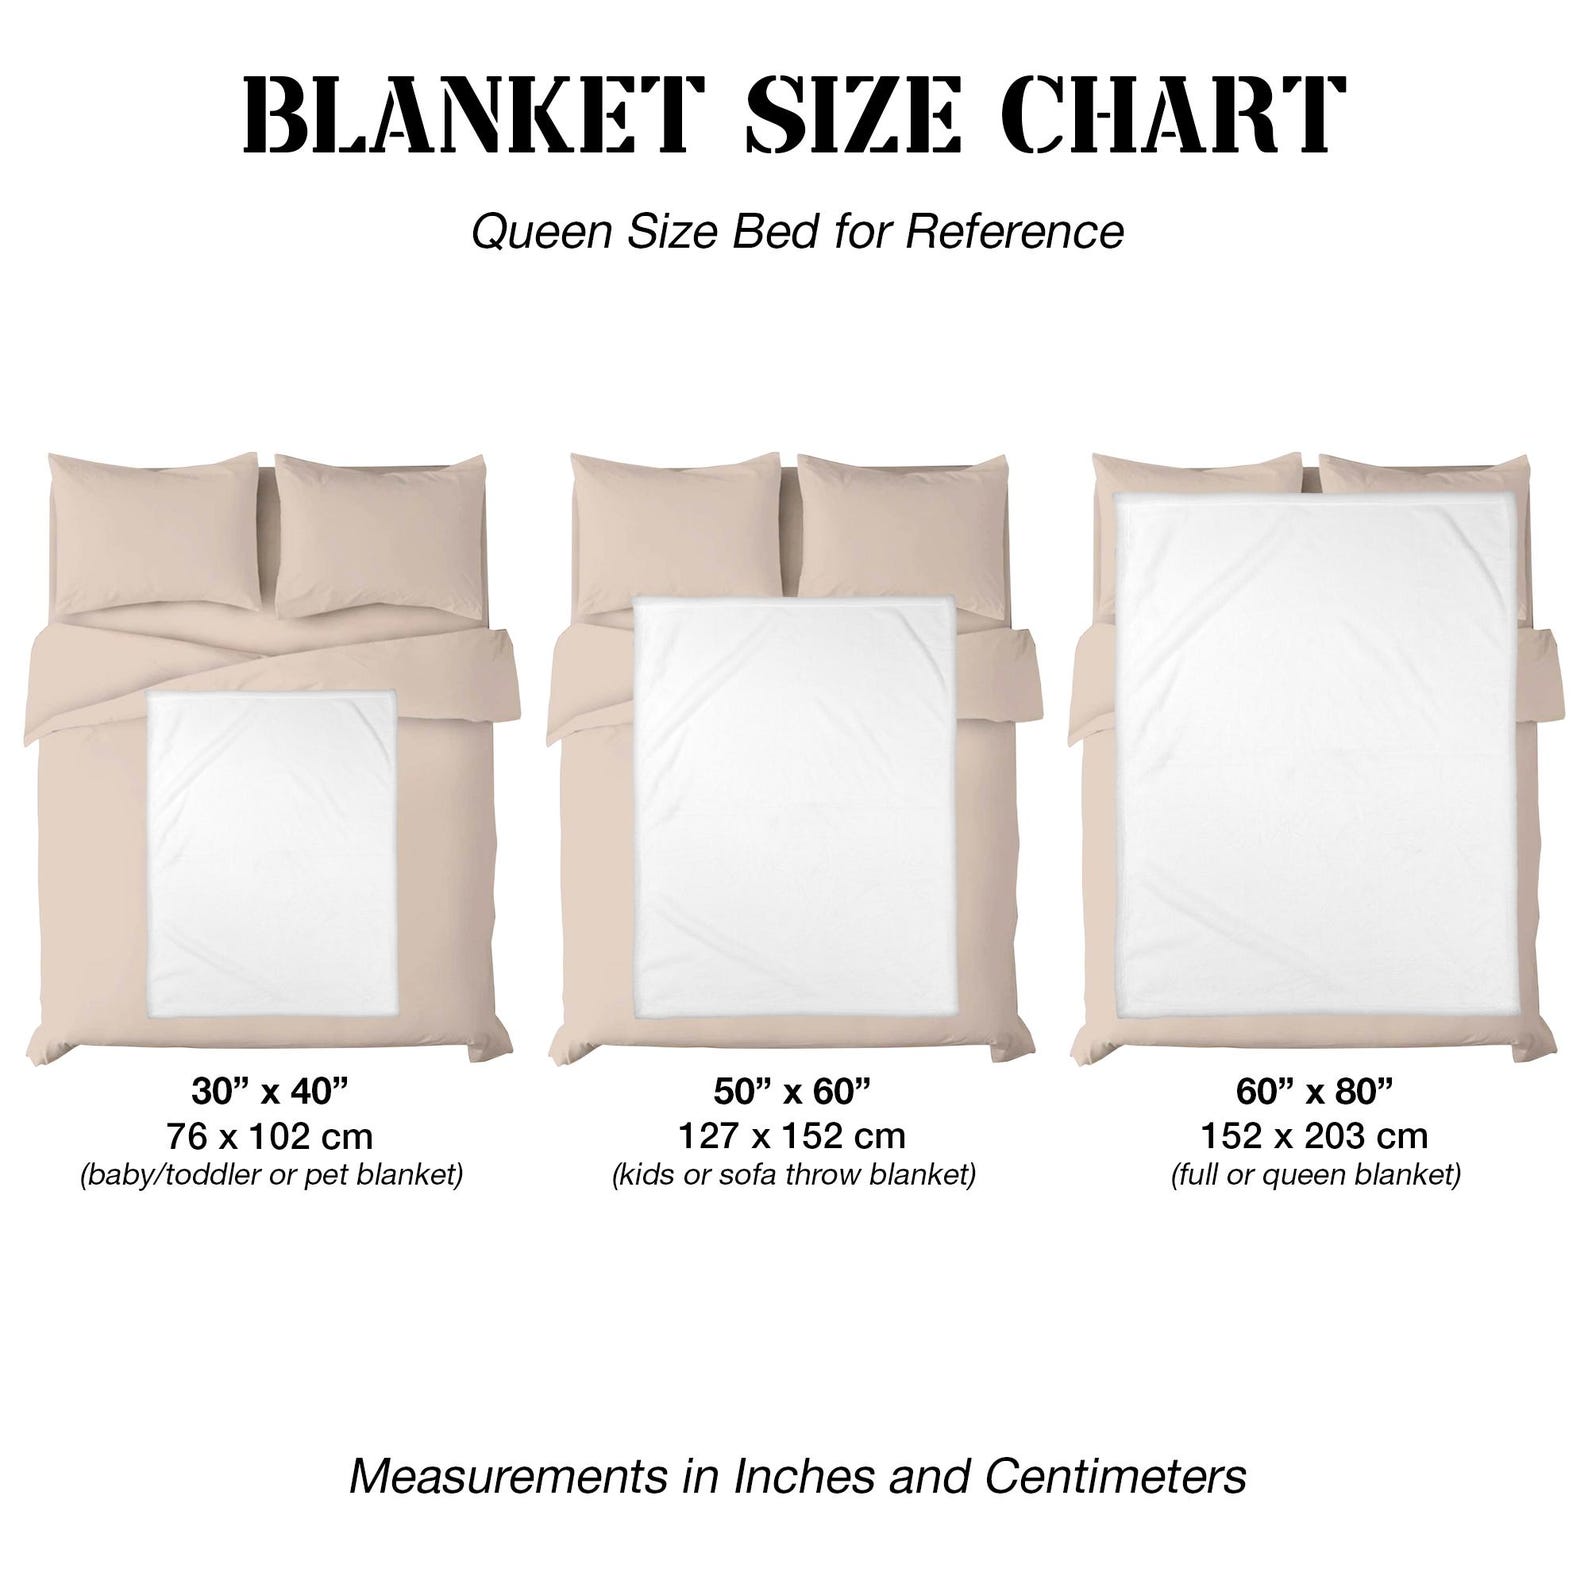 BLANKET SIZE CHART
Queen Size Bed for Reference
30” x 40”
76 x 102 cm
(baby/toddler or pet blanket)
50” x 60”
127 x 152 cm
(kids or sofa throw blanket)
60” x 80”
152 x 203 cm
(full or queen blanket)
Measurements in Inches and Centimeters